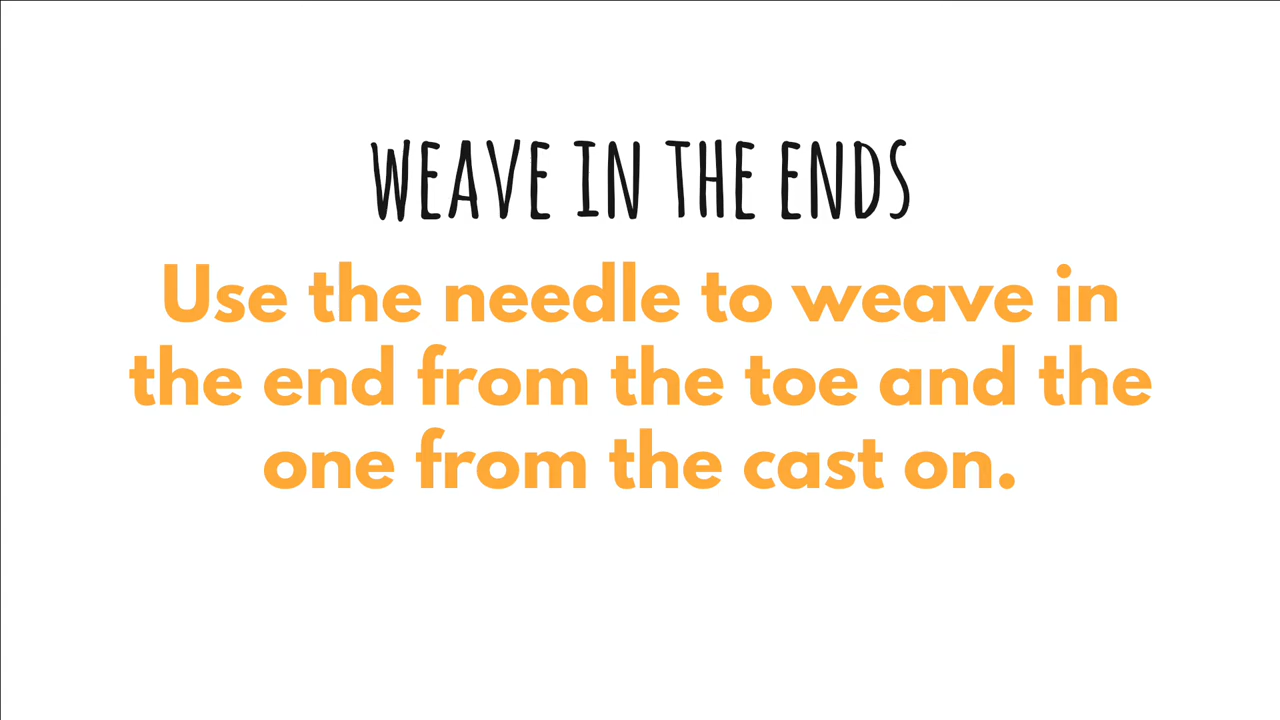 WEAVE IN THE ENDS
Use the needle to weave in
the end from the toe and the
one from the cast on.